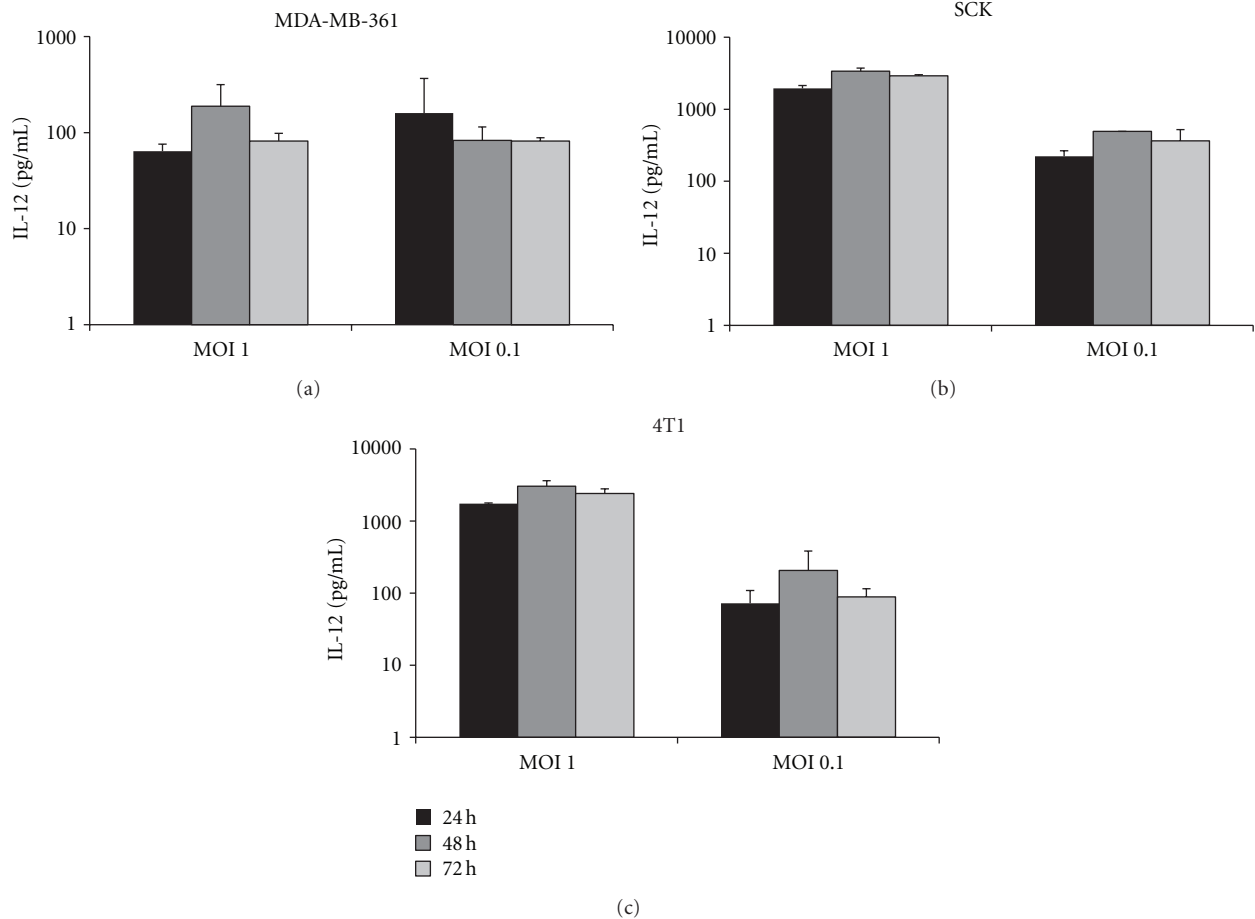 MDA-MB-361
1000
100
10
1
IL-12 (pg/mL)
MOI 1 MOI 0.1
(a)
SCK
10000
1000
100
10
1
IL-12 (pg/mL)
MOI 1 MOI 0.1
(b)
4T1
10000
1000
100
10
1
IL-12 (pg/mL)
MOI 1 MOI 0.1
24 h
48 h
72 h
(c)